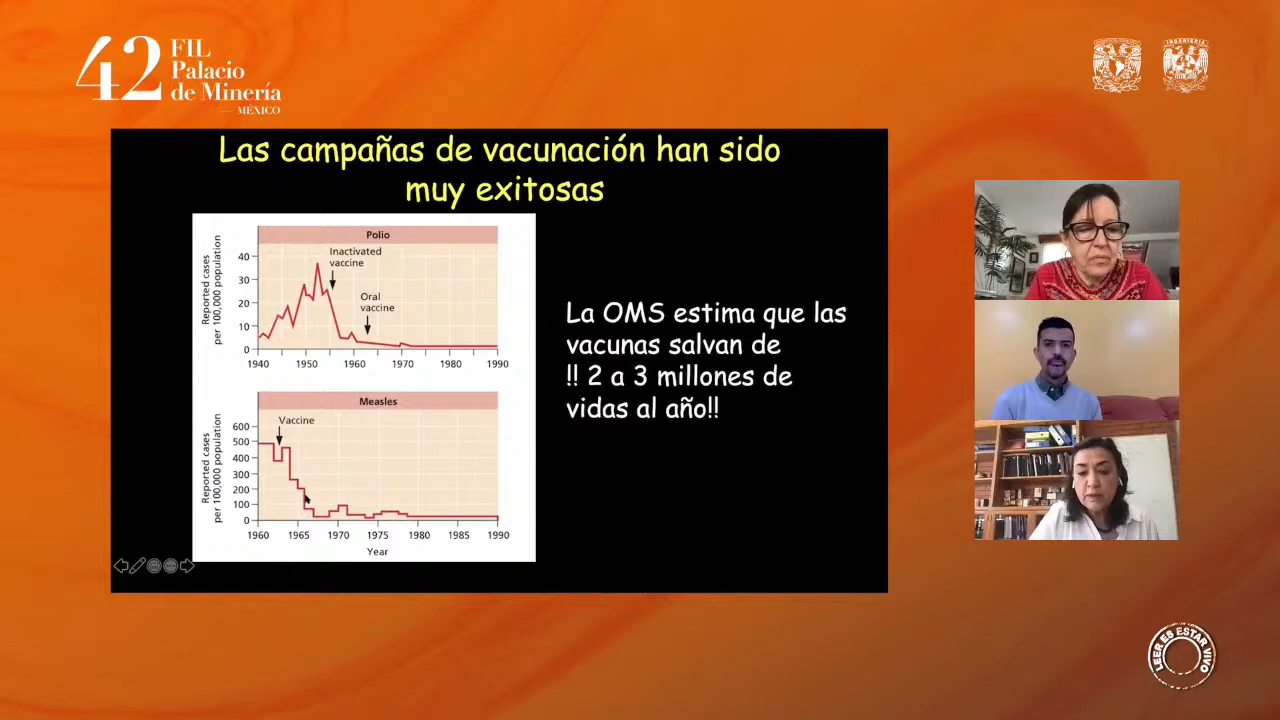 42
FIL
Palacio
de Minería
MÉXICO
INGENIERIA
Las campañas de vacunación han sido
muy exitosas
Polio
Reported cases
per 100,000 population
40
30
20
10
0
Inactivated
vaccine
Oral
vaccine
1940 1950 1960 1970 1980 1990
Measles
Reported cases
per 100,000 population
600
500
400
300
200
100
0
Vaccine
1960 1965 1970 1975 1980 1985 1990
Year
La OMS estima que las
vacunas salvan de
!! 2 a 3 millones de
vidas al año!!
LEER ES ESTAR VIVO